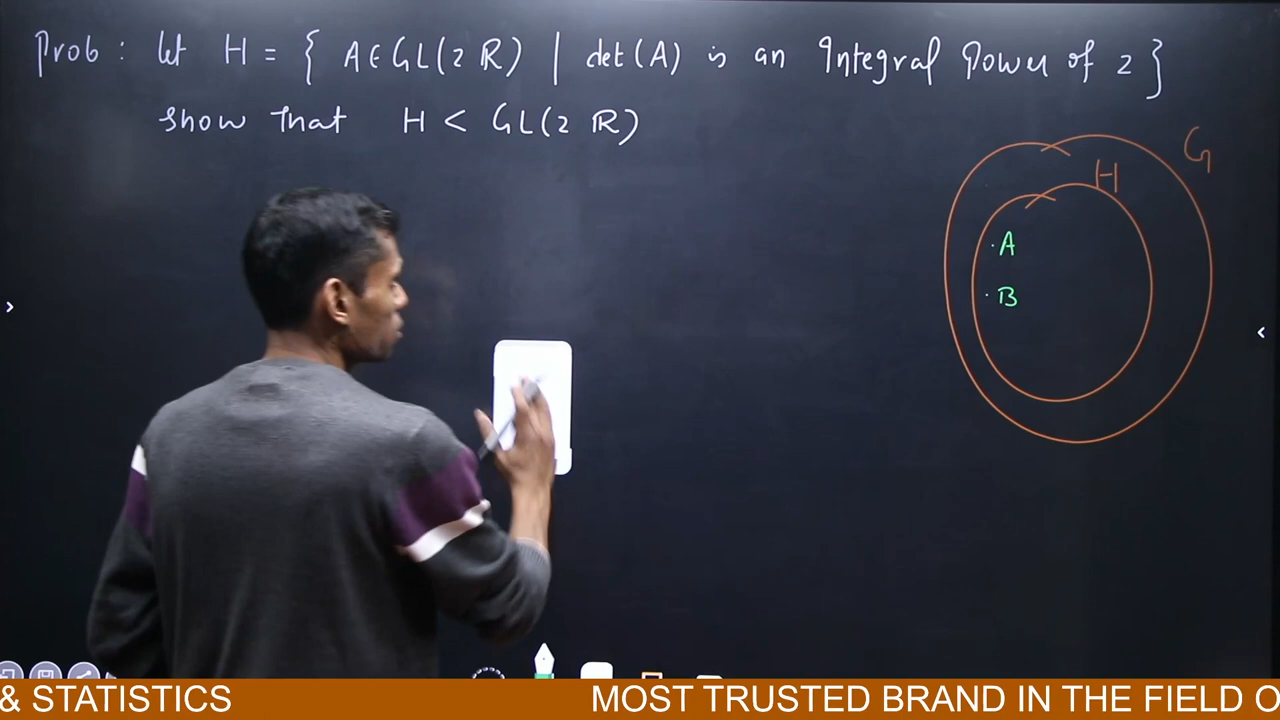 Prob : let H = { A ∈ GL(2 ℝ) | det(A) is an Integral Power of 2 }
show that H < GL(2 ℝ)
G
H
· A
· B
& STATISTICS MOST TRUSTED BRAND IN THE FIELD O